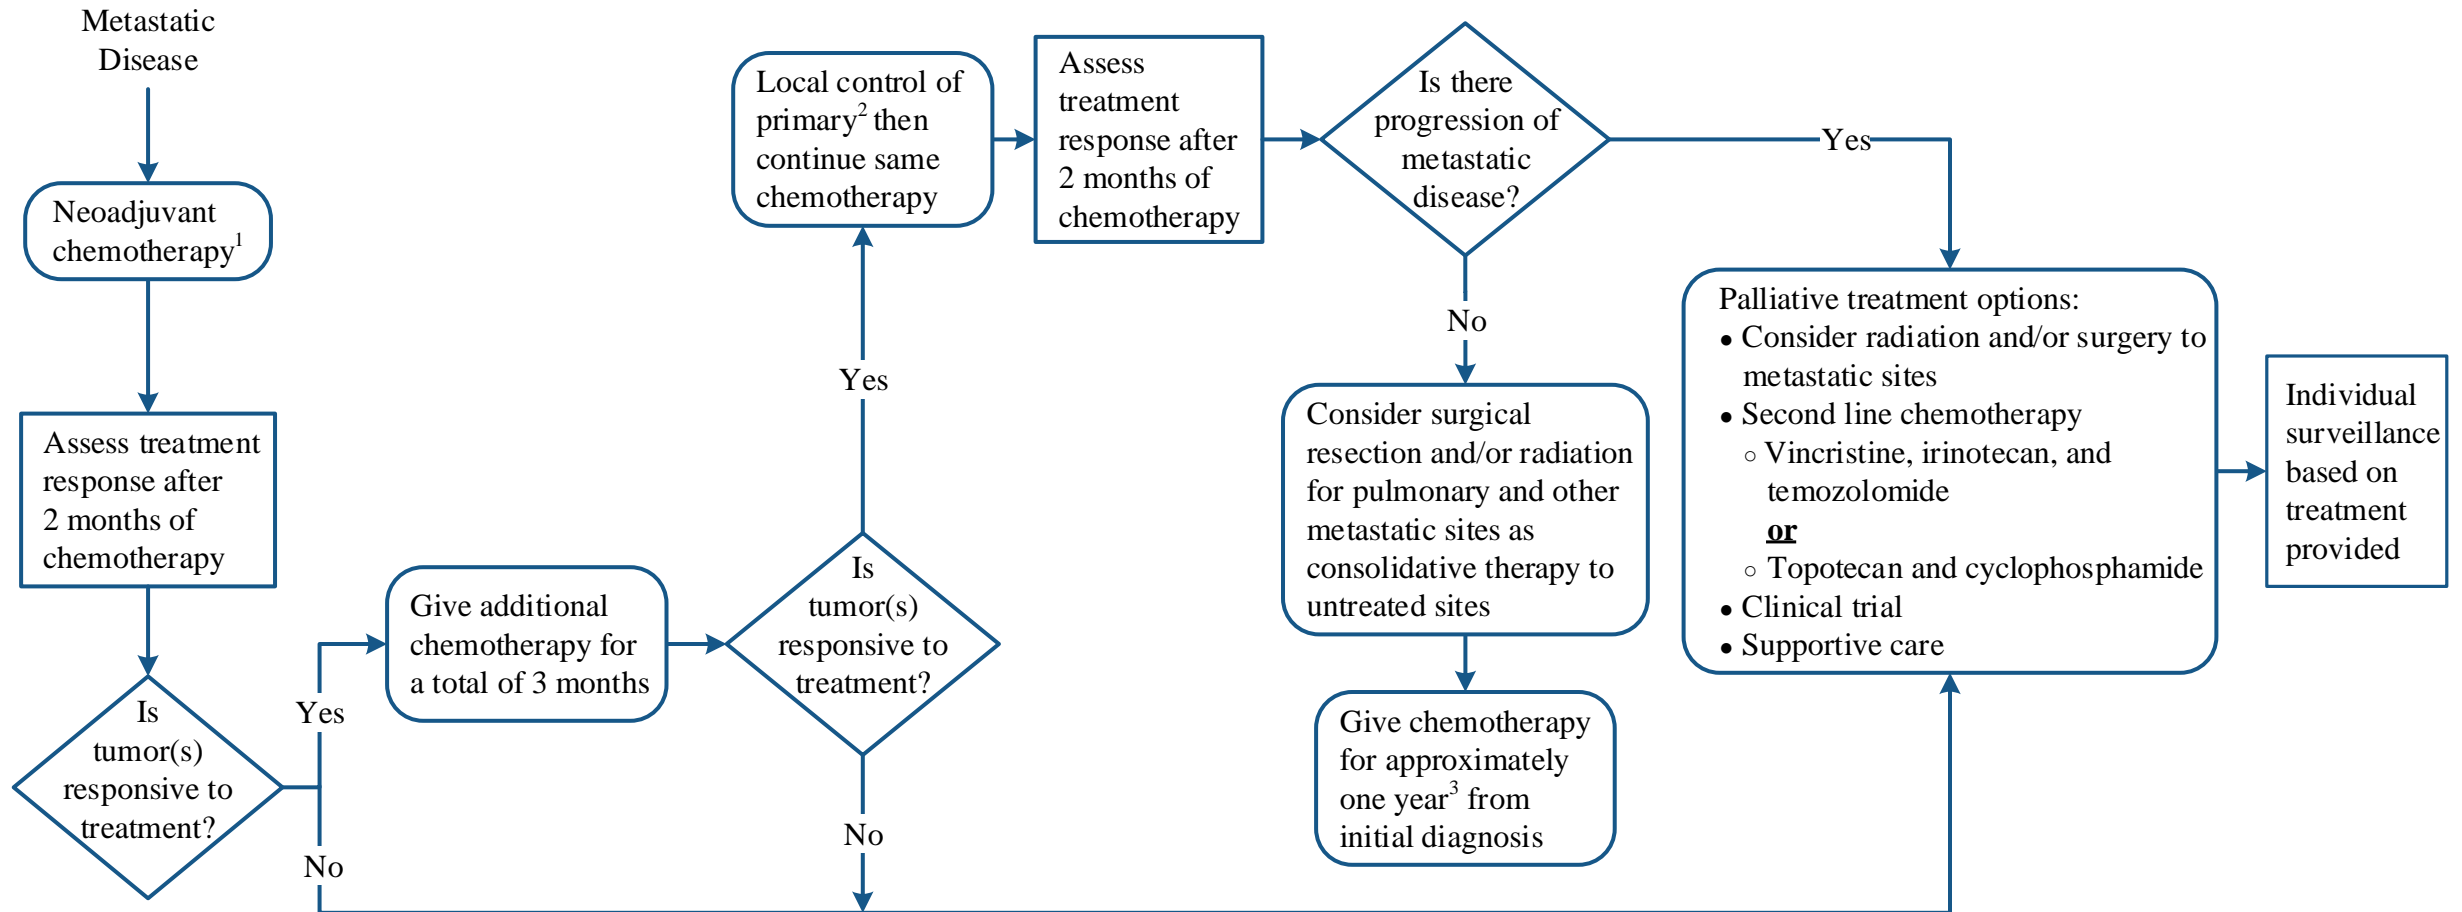 Metastatic
Disease
Neoadjuvant
chemotherapy¹
Assess treatment
response after
2 months of
chemotherapy
Is
tumor(s)
responsive to
treatment?
Yes
No
Give additional
chemotherapy for
a total of 3 months
Is
tumor(s)
responsive to
treatment?
Yes
No
Local control of
primary² then
continue same
chemotherapy
Assess
treatment
response after
2 months of
chemotherapy
Is there
progression of
metastatic
disease?
Yes
No
Consider surgical
resection and/or radiation
for pulmonary and other
metastatic sites as
consolidative therapy to
untreated sites
Give chemotherapy
for approximately
one year³ from
initial diagnosis
Palliative treatment options:
● Consider radiation and/or surgery to
metastatic sites
● Second line chemotherapy
○ Vincristine, irinotecan, and
temozolomide
or
○ Topotecan and cyclophosphamide
● Clinical trial
● Supportive care
Individual
surveillance
based on
treatment
provided